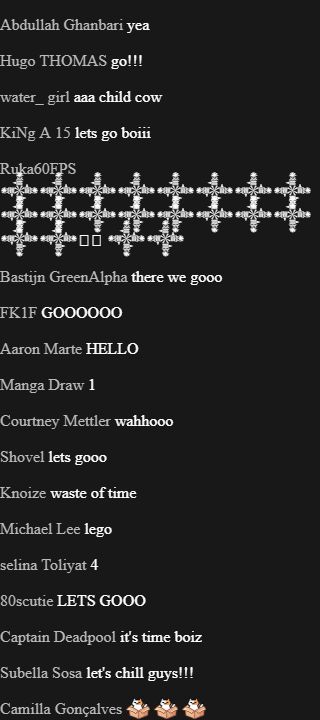 Abdullah Ghanbari yea
Hugo THOMAS go!!!
water_ girl aaa child cow
KiNg A 15 lets go boiii
Ruka60FPS
Bastijn GreenAlpha there we gooo
FK1F GOOOOOO
Aaron Marte HELLO
Manga Draw 1
Courtney Mettler wahhooo
Shovel lets gooo
Knoize waste of time
Michael Lee lego
selina Toliyat 4
80scutie LETS GOOO
Captain Deadpool it's time boiz
Subella Sosa let's chill guys!!!
Camilla Gonçalves